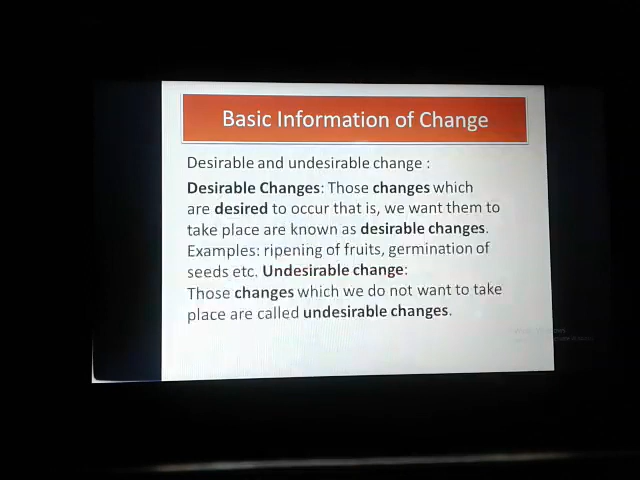 Basic Information of Change
Desirable and undesirable change :
Desirable Changes: Those changes which
are desired to occur that is, we want them to
take place are known as desirable changes.
Examples: ripening of fruits, germination of
seeds etc. Undesirable change:
Those changes which we do not want to take
place are called undesirable changes.